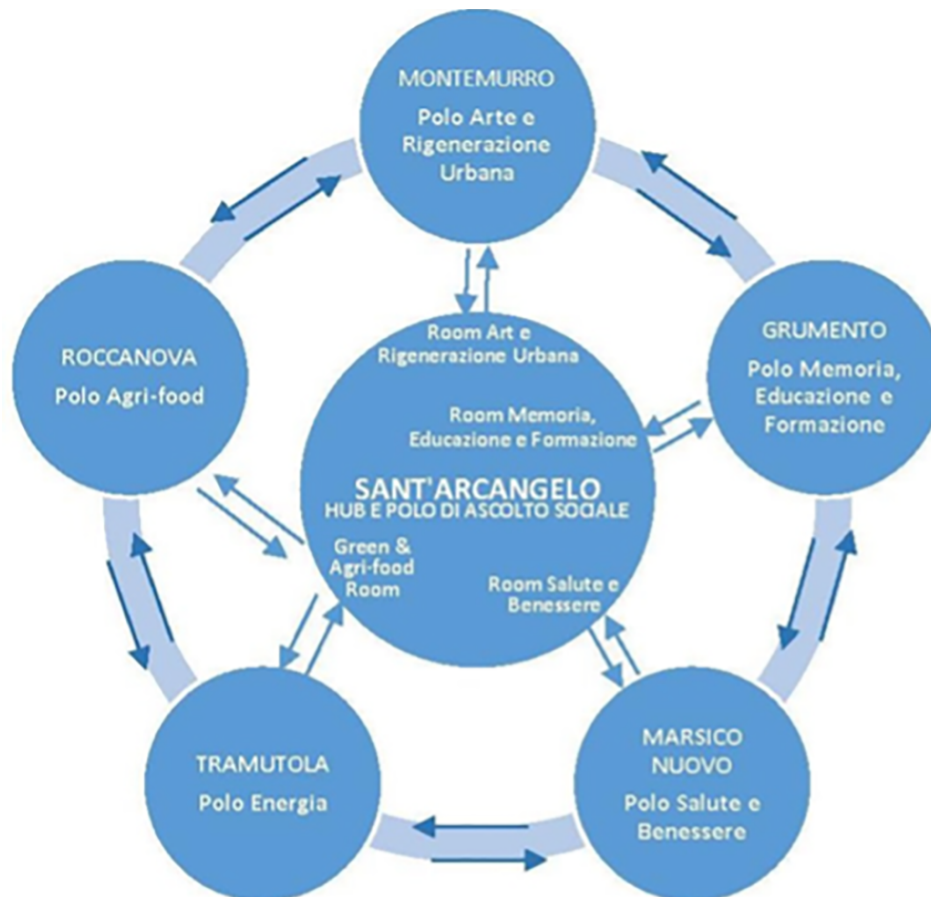 MONTEMURRO
Polo Arte e
Rigenerazione
Urbana
ROCCANOVA
Polo Agri-food
GRUMENTO
Polo Memoria,
Educazione e
Formazione
Room Art e
Rigenerazione Urbana
Room Memoria,
Educazione e Formazione
SANT'ARCANGELO
HUB E POLO DI ASCOLTO SOCIALE
Green &
Agri-food
Room
Room Salute e
Benessere
TRAMUTOLA
Polo Energia
MARSICO
NUOVO
Polo Salute e
Benessere